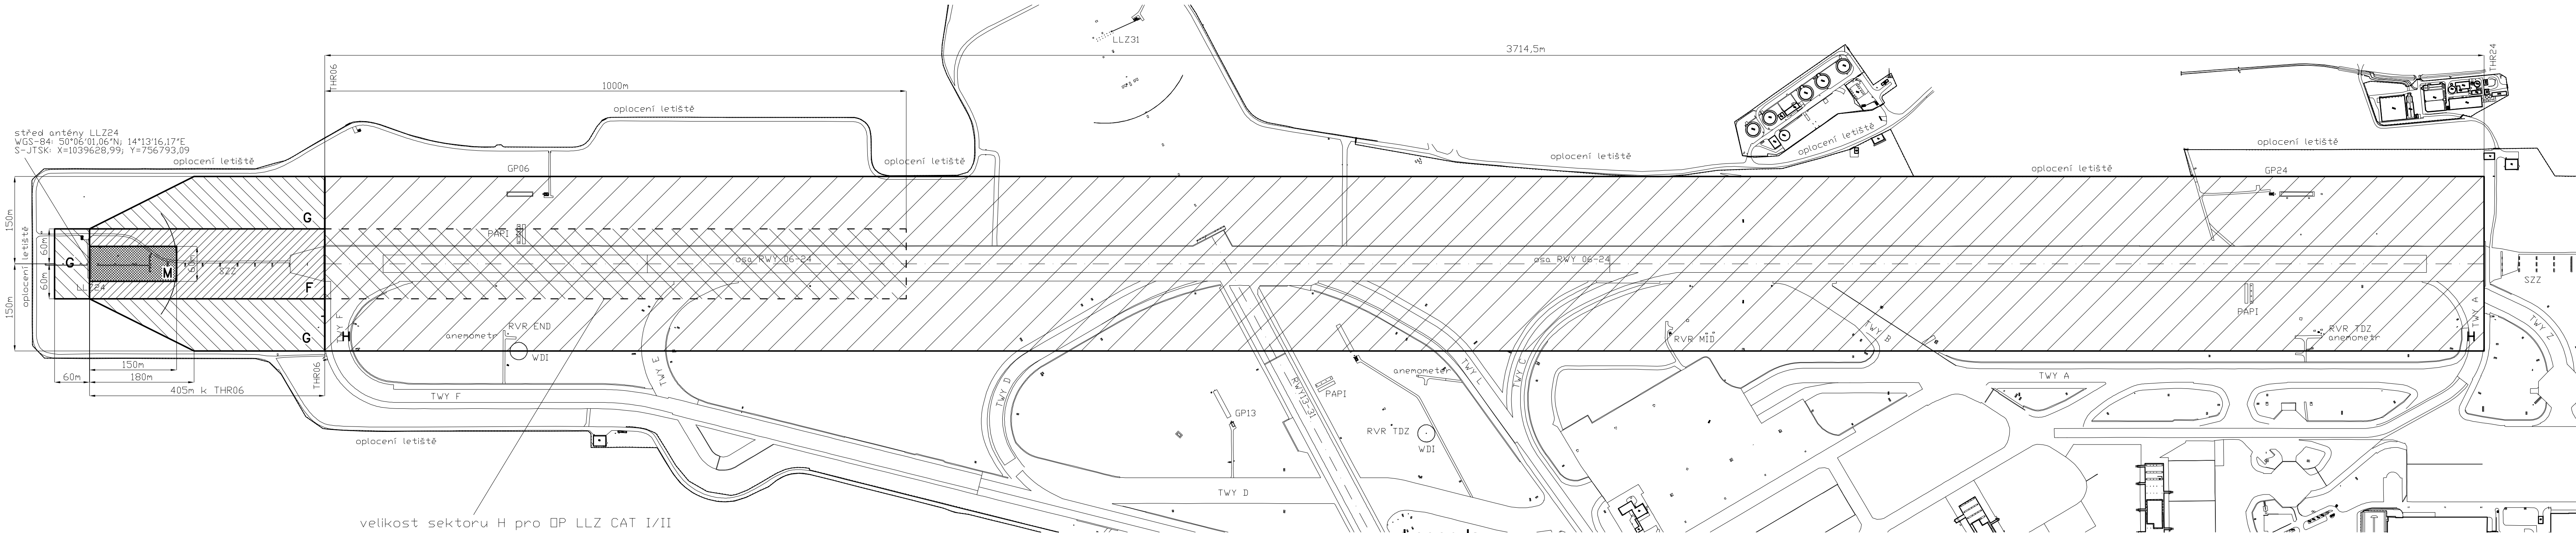 LLZ31
3714,5m
THR24
THR06
1000m
oplocení letiště
střed antény LLZ24
WGS-84: 50°06'01,06"N; 14°13'16,17"E
S-JTSK: X=1039628,99; Y=756793,09
oplocení letiště
oplocení letiště
oplocení letiště
oplocení letiště
oplocení letiště
oplocení letiště
GP06
GP24
150m
G
60m
PAPI
oplocení letiště
G
M
60m
SZZ
osa RWY 06-24
osa RWY 06-24
SZZ
60m
LLZ24
F
150m
PAPI
G
TWY F
H
anemometr
RVR END
WDI
RVR MID
TWY B
RVR TDZ
anemometr
H
TWY A
TWY Z
150m
60m
180m
405m k THR06
THR06
TWY E
TWY D
RWY13-31
PAPI
anemometr
TWY L
TWY C
TWY A
TWY F
GP13
RVR TDZ
WDI
oplocení letiště
TWY D
velikost sektoru H pro OP LLZ CAT I/II